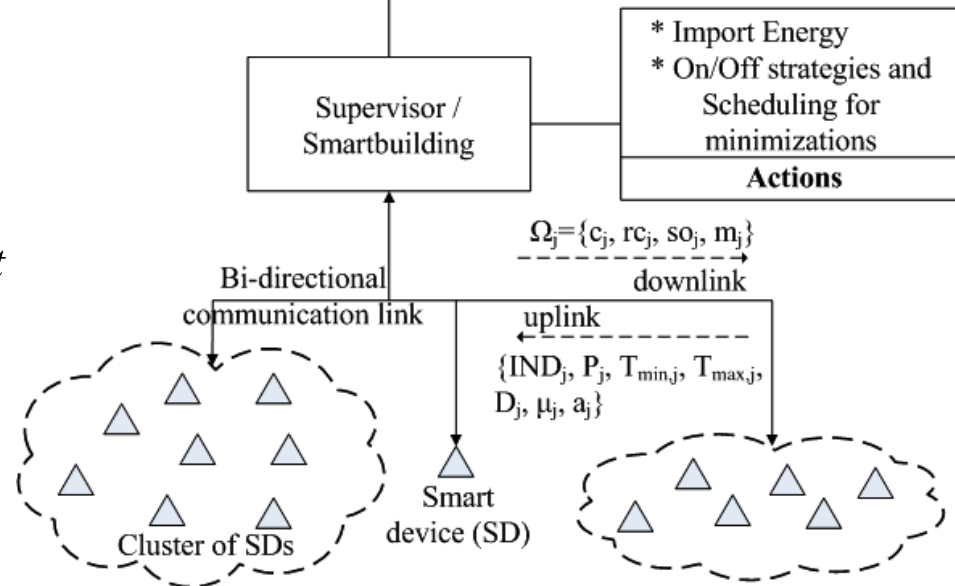 * Import Energy
* On/Off strategies and
Scheduling for
minimizations
Actions
Supervisor /
Smartbuilding
t
Ωj={cj, rcj, soj, mj}
downlink
Bi-directional
communication link
uplink
{INDj, Pj, Tmin,j, Tmax,j,
Dj, μj, aj}
Smart
device (SD)
Cluster of SDs